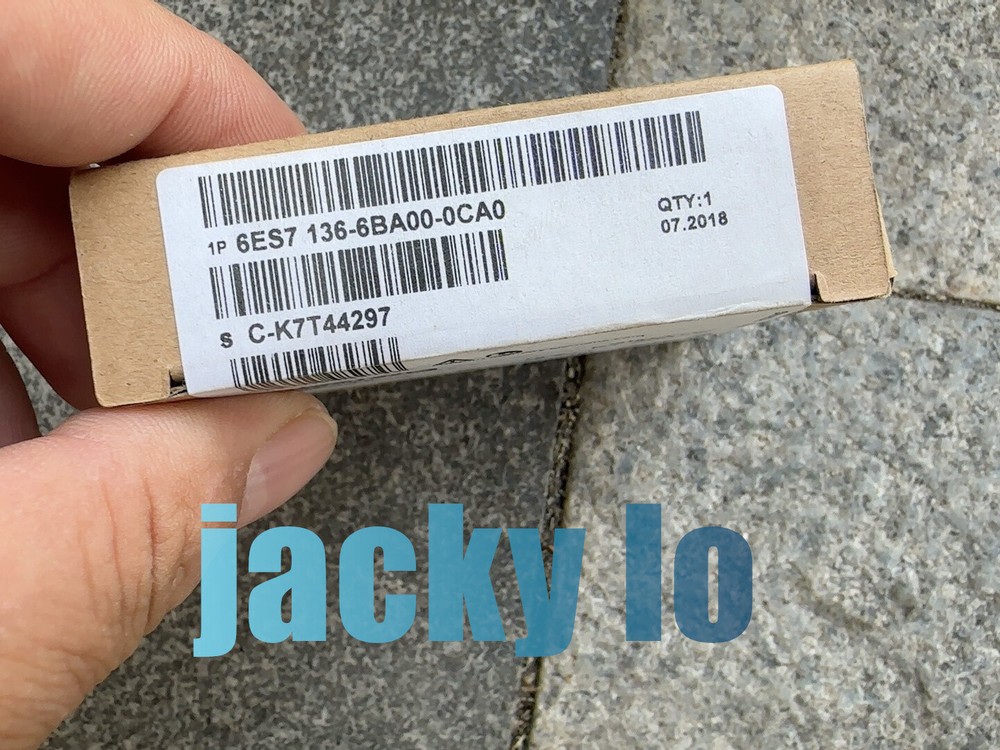 1P 6ES7 136-6BA00-0CA0
QTY:1
07.2018
S C-K7T44297
jacky lo